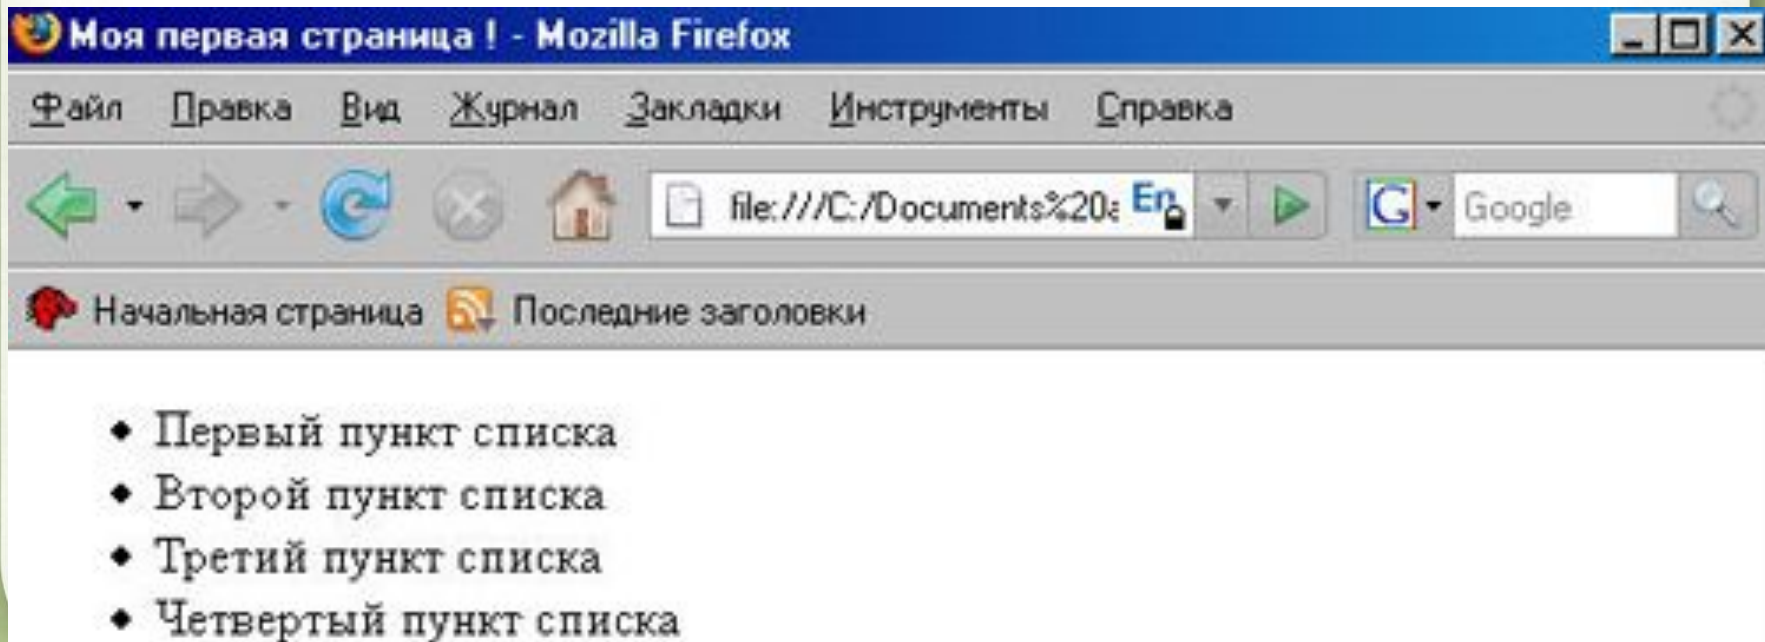 Моя первая страница ! - Mozilla Firefox
Файл Правка Вид Журнал Закладки Инструменты Справка
file:///C:/Documents%20a En G Google
Начальная страница Последние заголовки
Первый пункт списка
Второй пункт списка
Третий пункт списка
Четвертый пункт списка